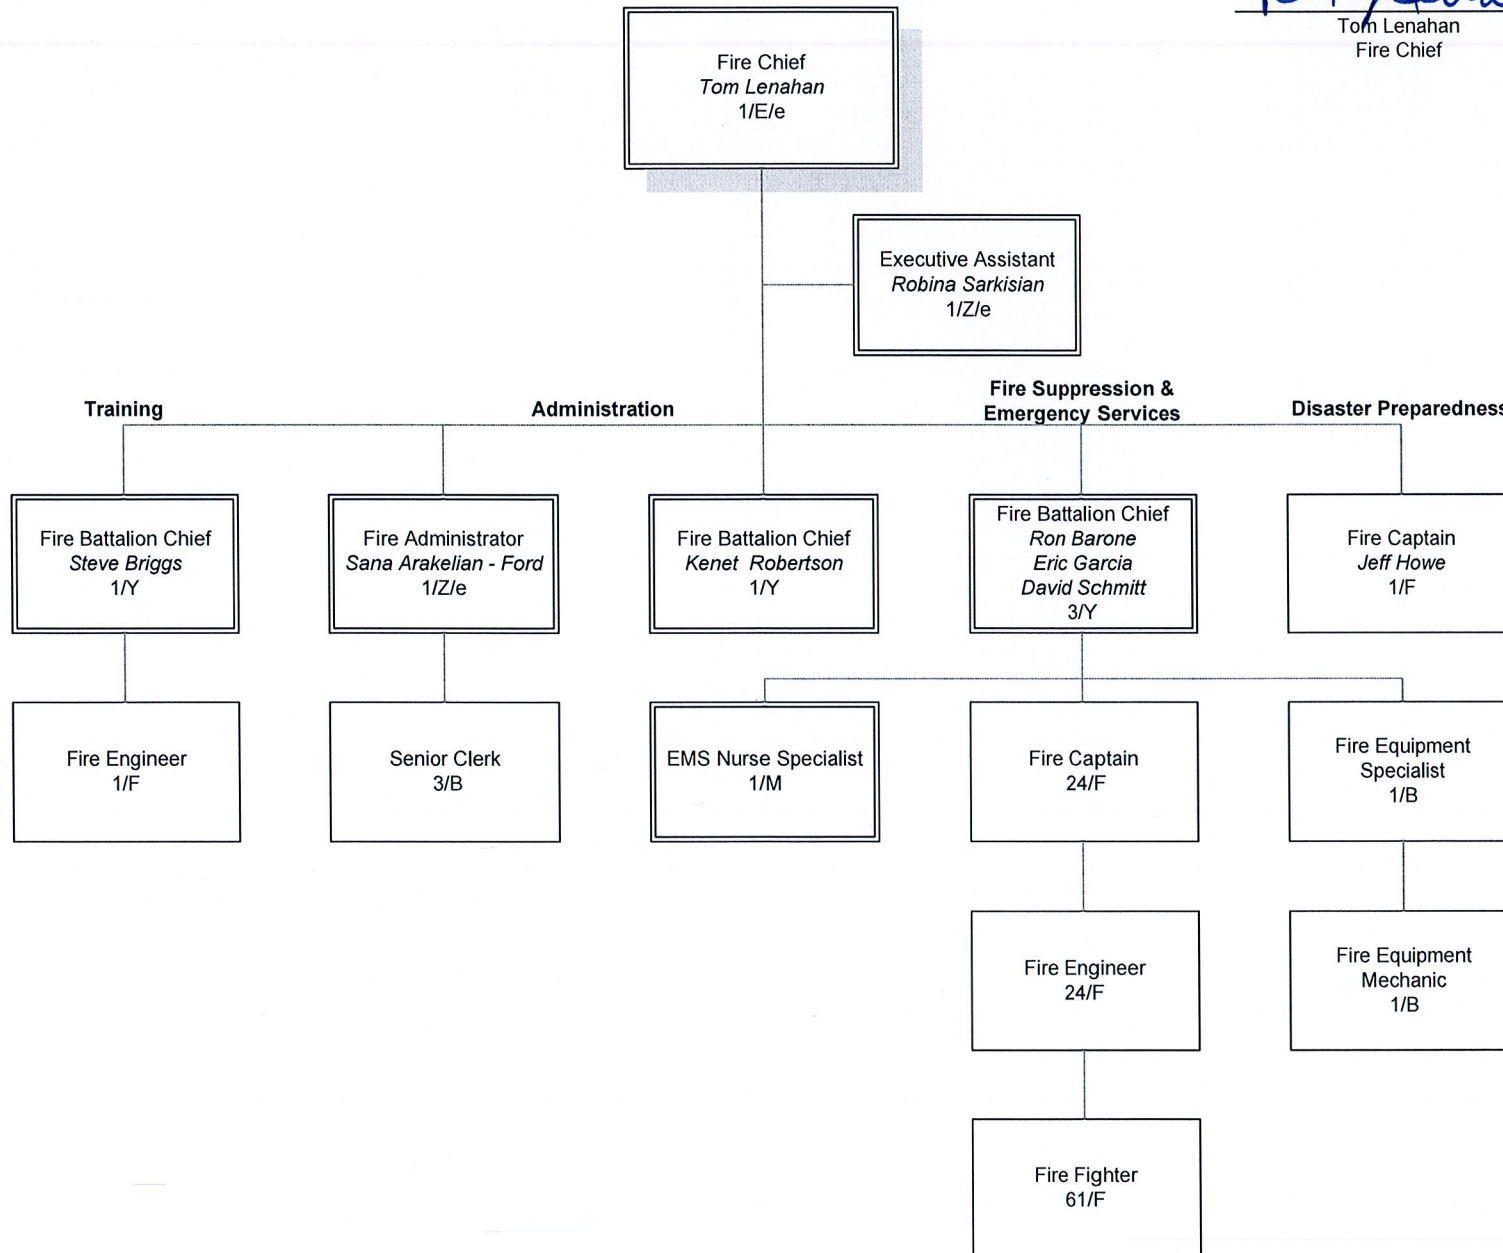 Tom Lenahan
Fire Chief
Fire Chief
Tom Lenahan
1/E/e
Executive Assistant
Robina Sarkisian
1/Z/e
Training
Administration
Fire Suppression &
Emergency Services
Disaster Preparedness
Fire Battalion Chief
Steve Briggs
1/Y
Fire Administrator
Sana Arakelian - Ford
1/Z/e
Fire Battalion Chief
Kenet Robertson
1/Y
Fire Battalion Chief
Ron Barone
Eric Garcia
David Schmitt
3/Y
Fire Captain
Jeff Howe
1/F
Fire Engineer
1/F
Senior Clerk
3/B
EMS Nurse Specialist
1/M
Fire Captain
24/F
Fire Equipment
Specialist
1/B
Fire Engineer
24/F
Fire Equipment
Mechanic
1/B
Fire Fighter
61/F